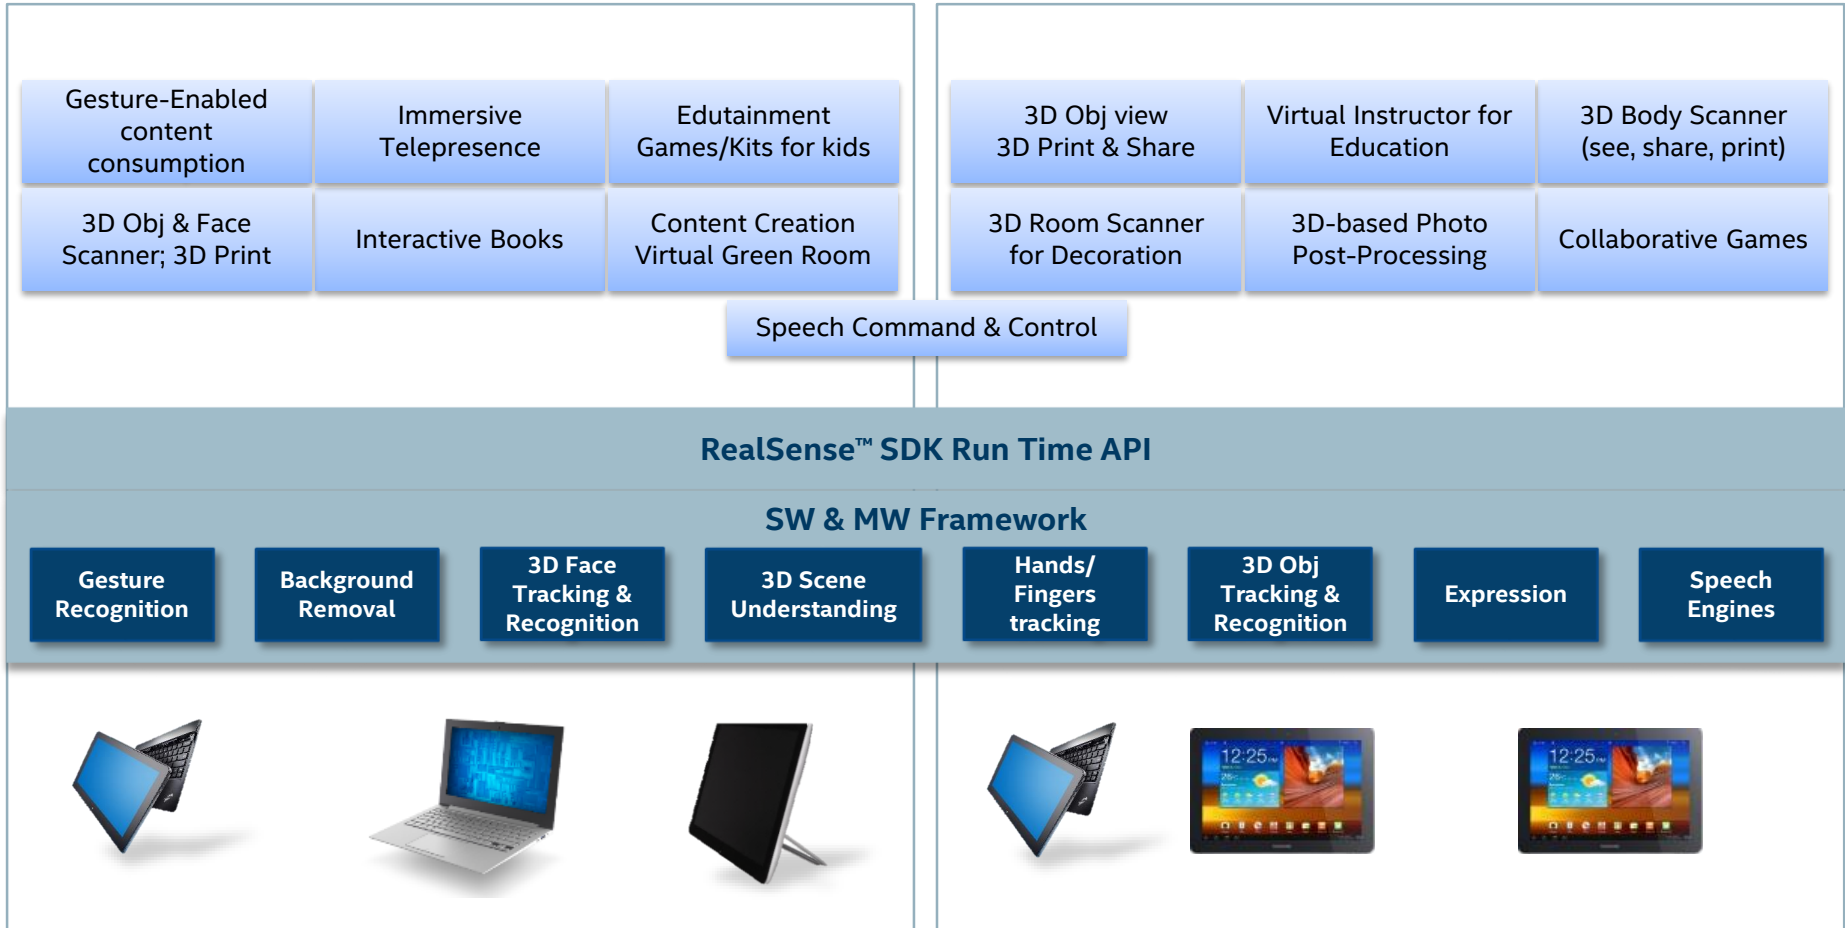 Gesture-Enabled
content
consumption
Immersive
Telepresence
Edutainment
Games/Kits for kids
3D Obj view
3D Print & Share
Virtual Instructor for
Education
3D Body Scanner
(see, share, print)
3D Obj & Face
Scanner; 3D Print
Interactive Books
Content Creation
Virtual Green Room
3D Room Scanner
for Decoration
3D-based Photo
Post-Processing
Collaborative Games
Speech Command & Control
RealSense™ SDK Run Time API
SW & MW Framework
Gesture
Recognition
Background
Removal
3D Face
Tracking &
Recognition
3D Scene
Understanding
Hands/
Fingers
tracking
3D Obj
Tracking &
Recognition
Expression
Speech
Engines
12:25
12:25